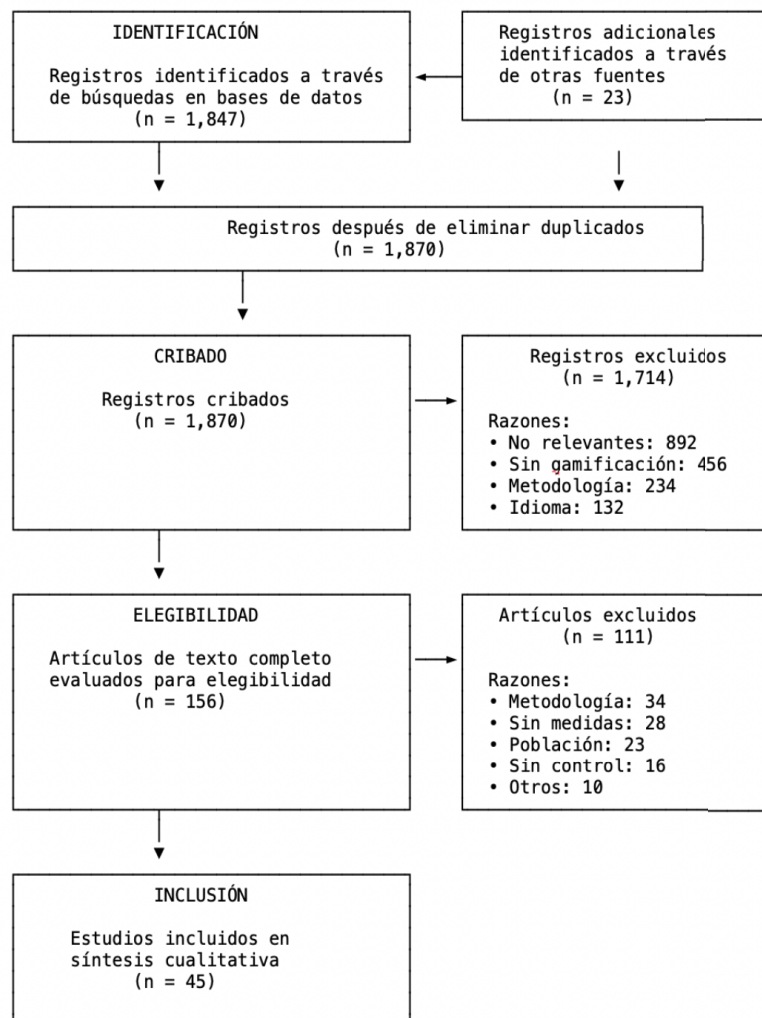 IDENTIFICACIÓN
Registros identificados a través
de búsquedas en bases de datos
(n = 1,847)
Registros adicionales
identificados a través
de otras fuentes
(n = 23)
Registros después de eliminar duplicados
(n = 1,870)
CRIBADO
Registros cribados
(n = 1,870)
Registros excluidos
(n = 1,714)
Razones:
• No relevantes: 892
• Sin gamificación: 456
• Metodología: 234
• Idioma: 132
ELEGIBILIDAD
Artículos de texto completo
evaluados para elegibilidad
(n = 156)
Artículos excluidos
(n = 111)
Razones:
• Metodología: 34
• Sin medidas: 28
• Población: 23
• Sin control: 16
• Otros: 10
INCLUSIÓN
Estudios incluidos en
síntesis cualitativa
(n = 45)